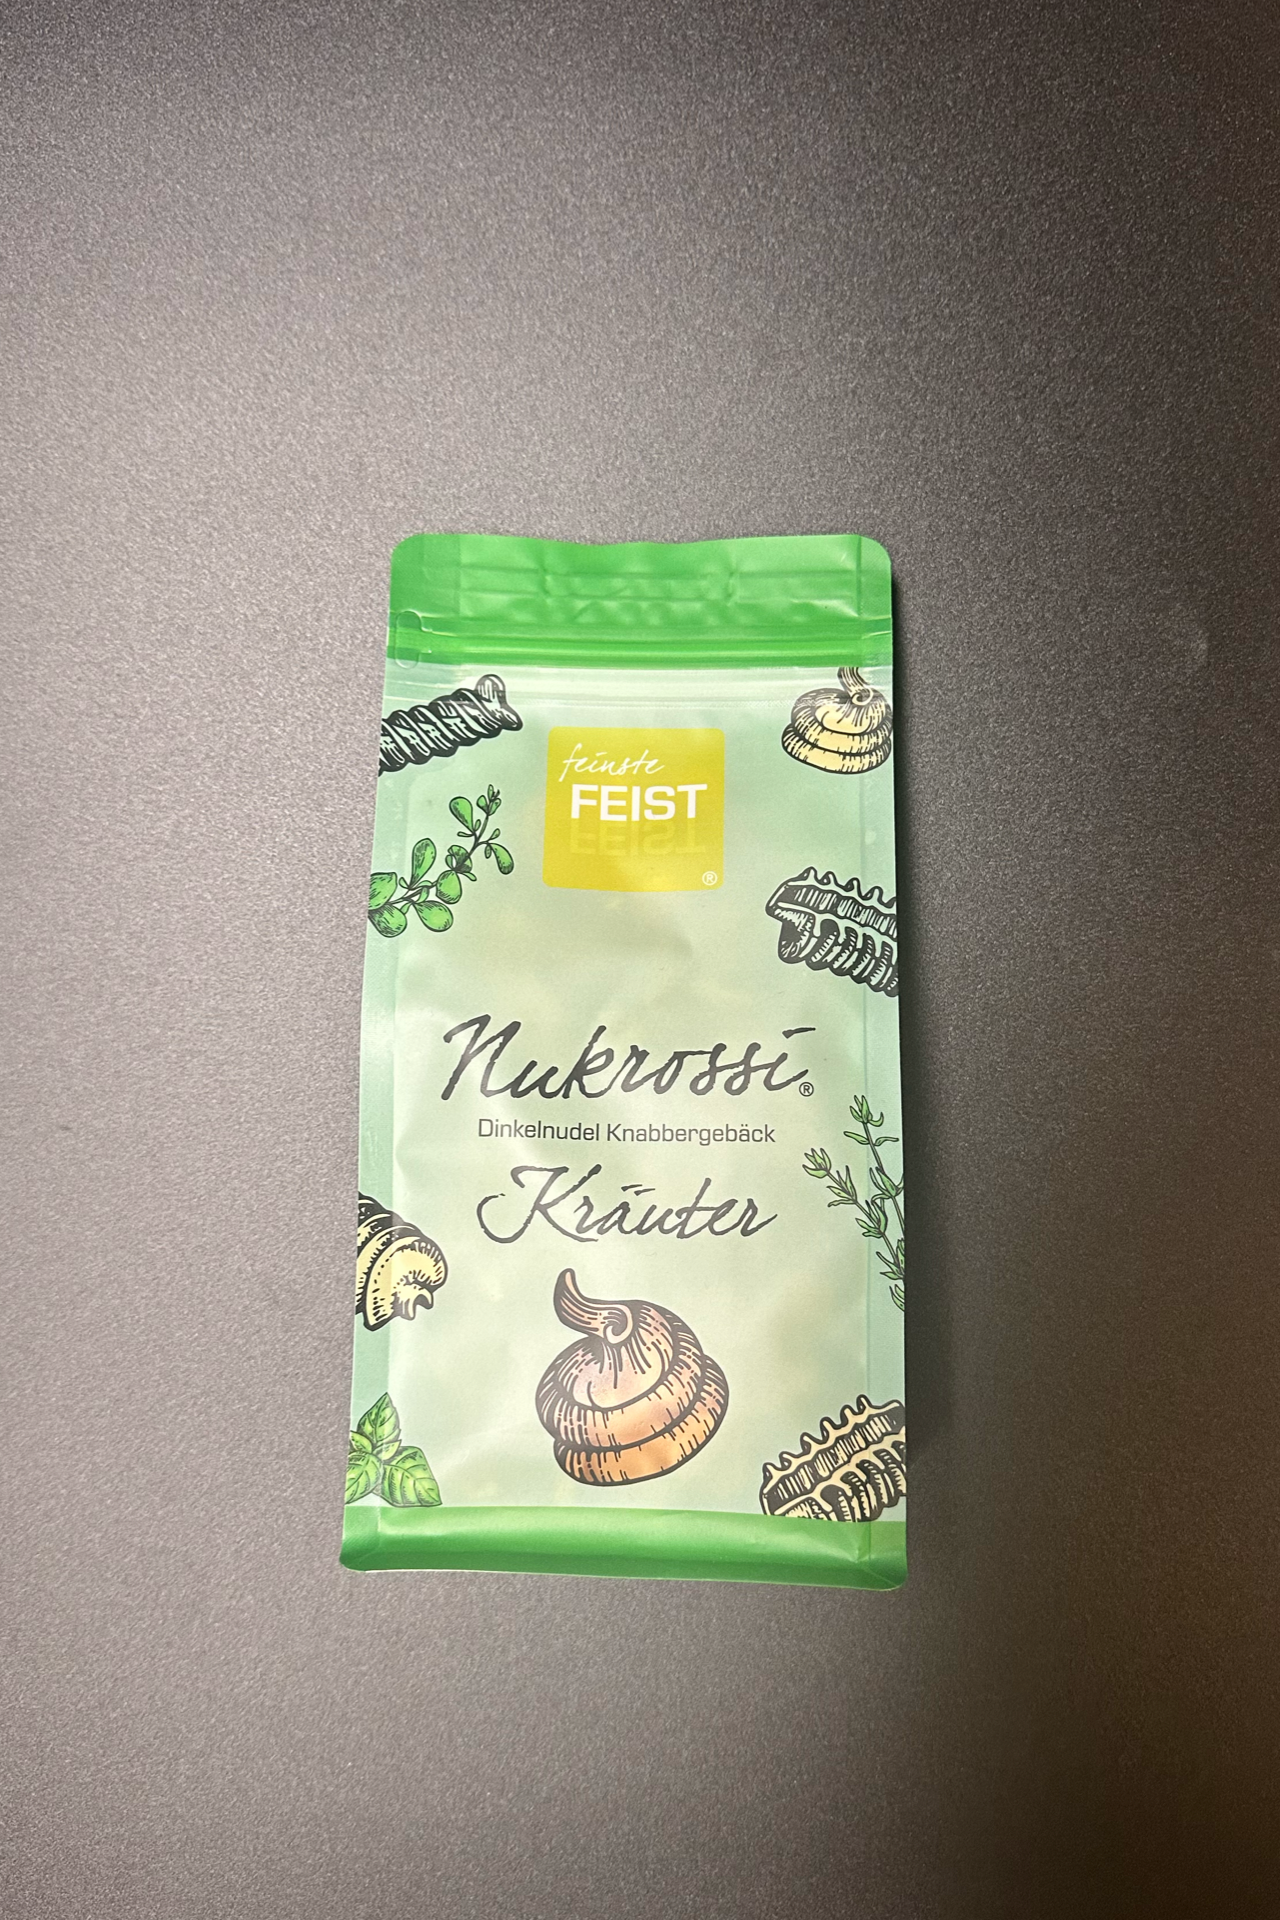 feinste
FEIST
®
Nukrossi®
Dinkelnudel Knabbergebäck
Kräuter